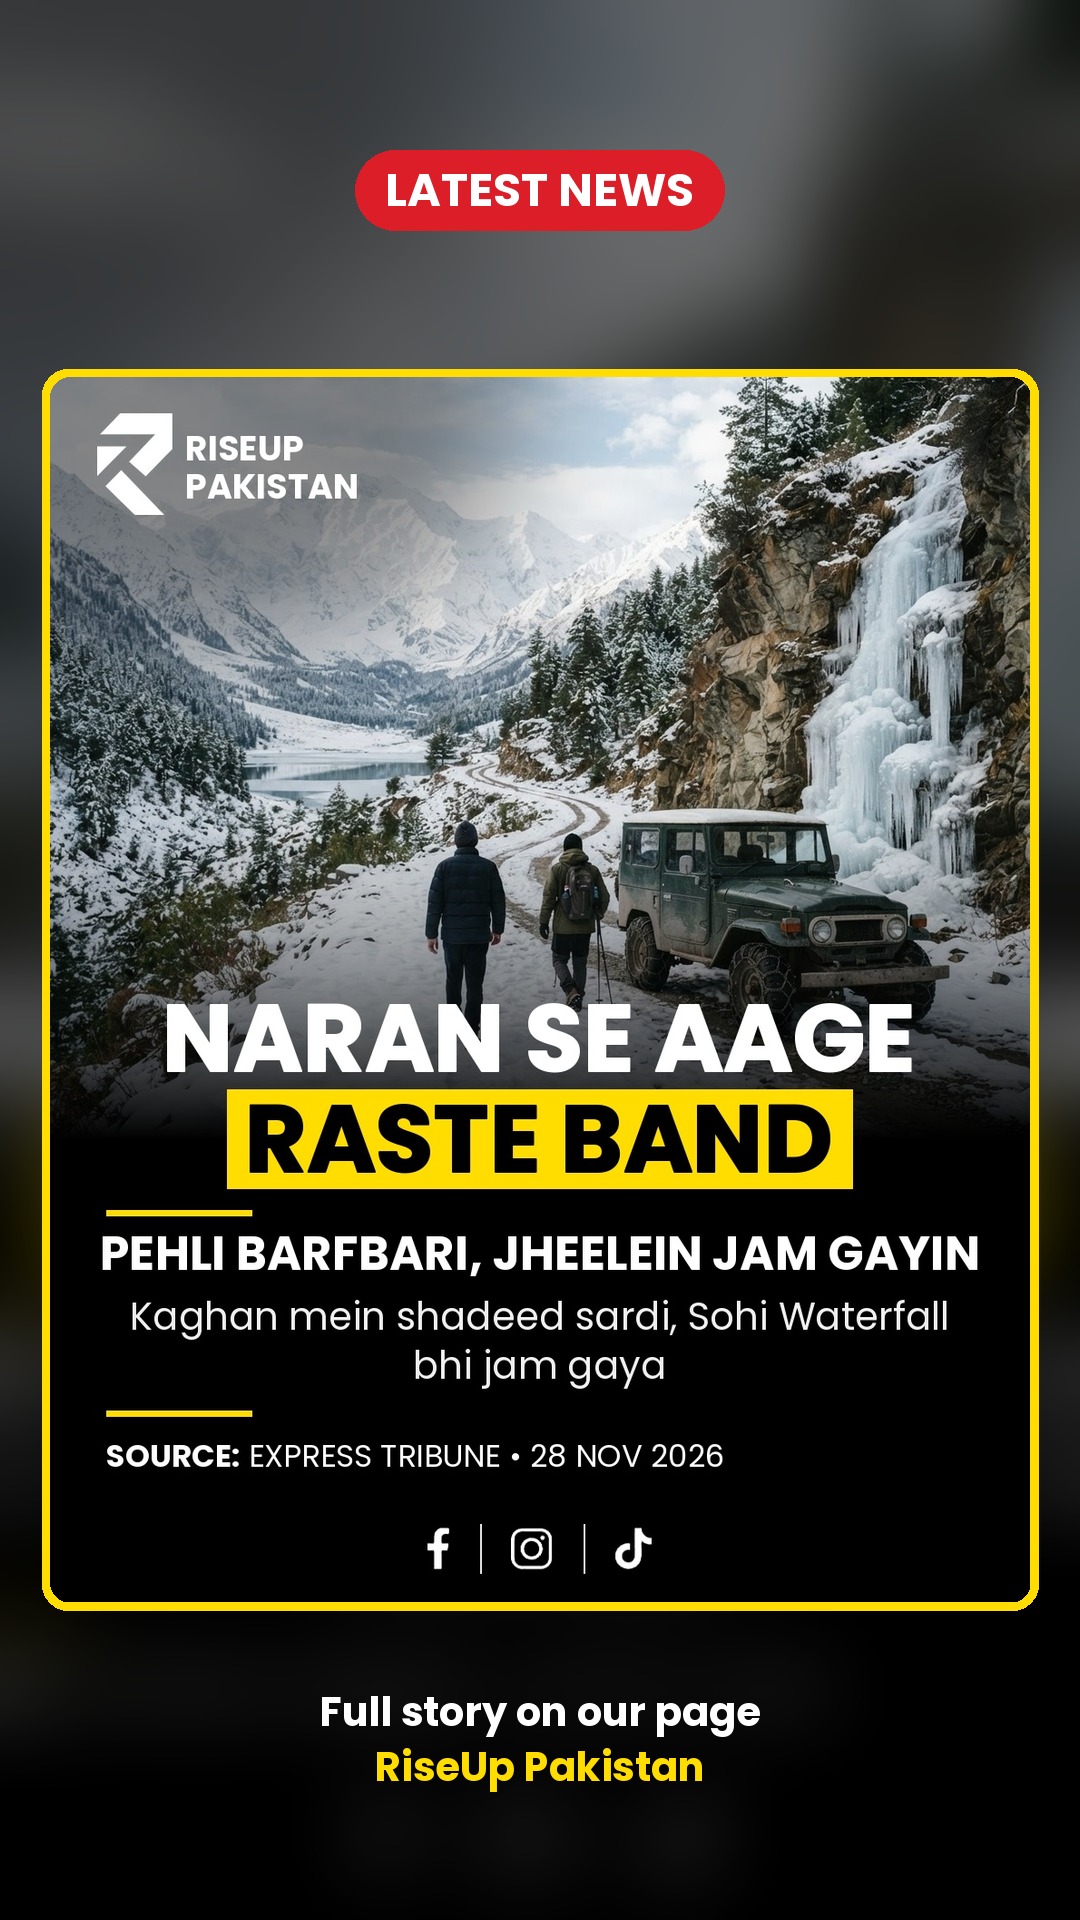 LATEST NEWS
RISEUP
PAKISTAN
NARAN SE AAGE
RASTE BAND
PEHLI BARFBARI, JHEELEIN JAM GAYIN
Kaghan mein shadeed sardi, Sohi Waterfall
bhi jam gaya
SOURCE: EXPRESS TRIBUNE • 28 NOV 2026
Full story on our page
RiseUp Pakistan